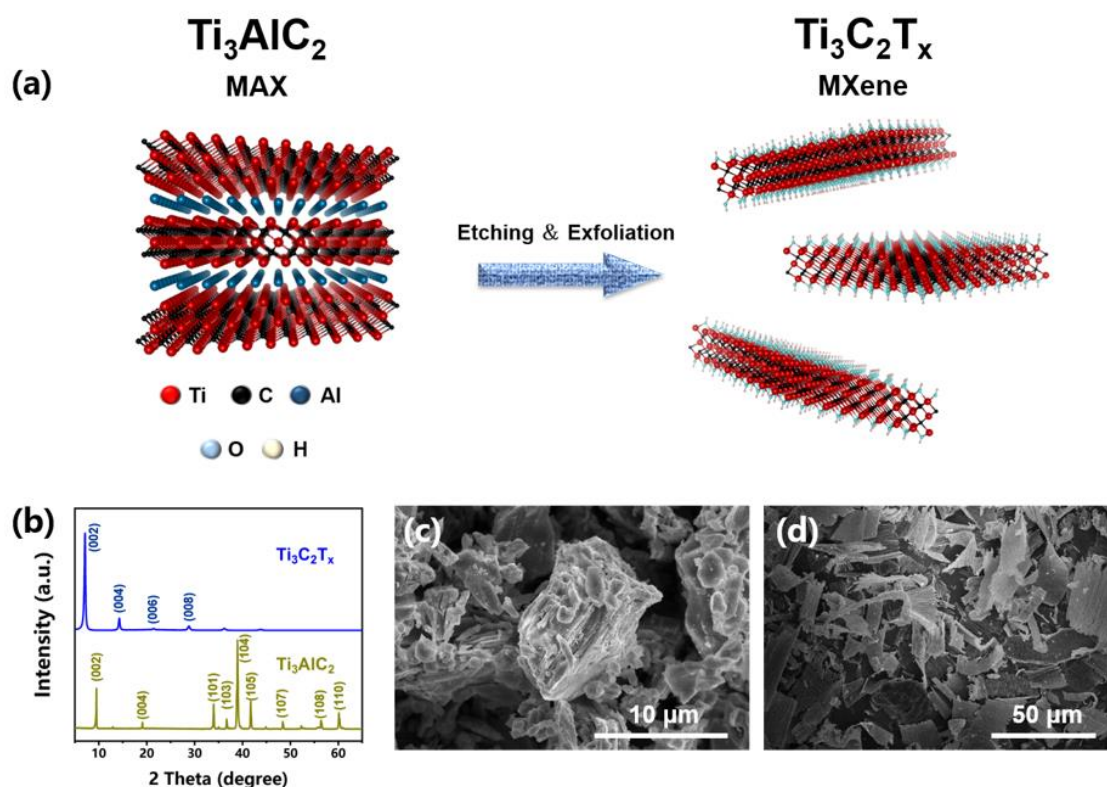 Ti₃AlC₂
MAX
Ti₃C₂Tₓ
MXene
(a)
Etching & Exfoliation
Ti C Al
O H
(b)
Intensity (a.u.)
(002)
(004)
(006)
(008)
Ti₃C₂Tₓ
(002)
(004)
(101)
(103)
(104)
(105)
(107)
(108)
(110)
Ti₃AlC₂
10 20 30 40 50 60
2 Theta (degree)
(c)
10 μm
(d)
50 μm